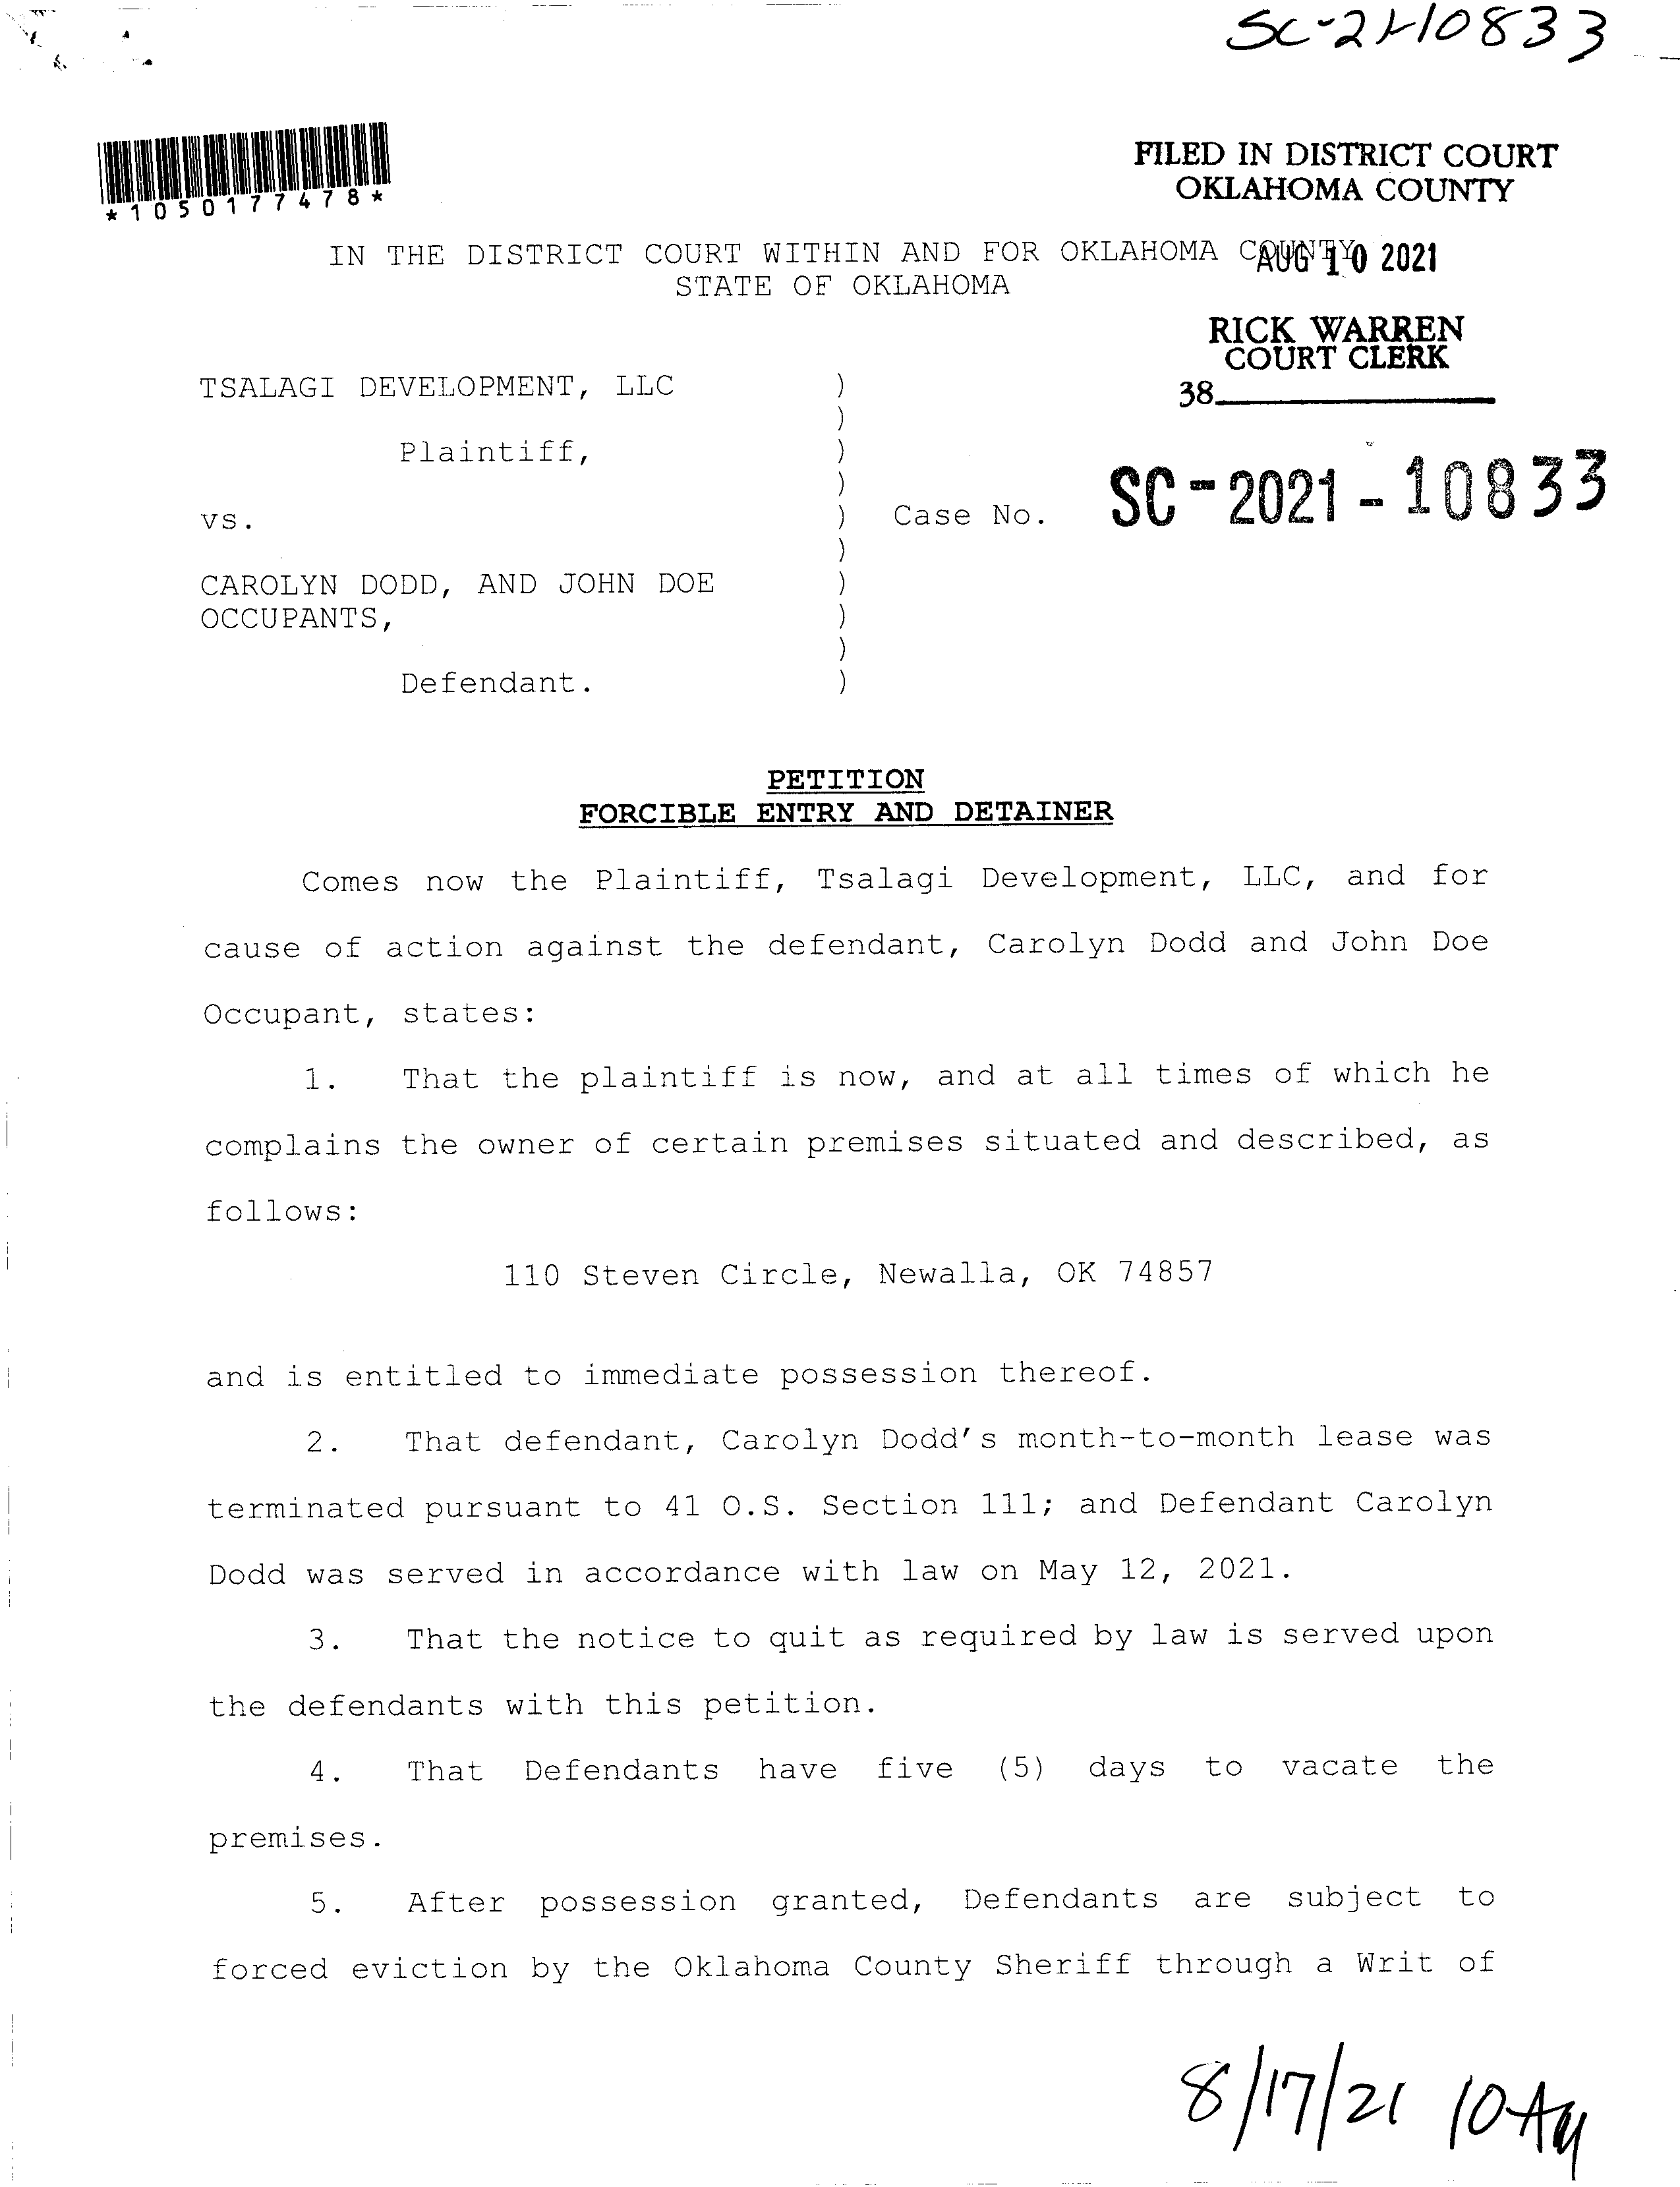 SC-21-10833
*1050177478*
FILED IN DISTRICT COURT
OKLAHOMA COUNTY
IN THE DISTRICT COURT WITHIN AND FOR OKLAHOMA COUNTY
AUG 10 2021
STATE OF OKLAHOMA
RICK WARREN
COURT CLERK
38
TSALAGI DEVELOPMENT, LLC )
)
Plaintiff, )
)
vs. ) Case No. SC-2021-10833
)
CAROLYN DODD, AND JOHN DOE )
OCCUPANTS, )
)
Defendant. )
PETITION
FORCIBLE ENTRY AND DETAINER
Comes now the Plaintiff, Tsalagi Development, LLC, and for
cause of action against the defendant, Carolyn Dodd and John Doe
Occupant, states:
1. That the plaintiff is now, and at all times of which he
complains the owner of certain premises situated and described, as
follows:
110 Steven Circle, Newalla, OK 74857
and is entitled to immediate possession thereof.
2. That defendant, Carolyn Dodd's month-to-month lease was
terminated pursuant to 41 O.S. Section 111; and Defendant Carolyn
Dodd was served in accordance with law on May 12, 2021.
3. That the notice to quit as required by law is served upon
the defendants with this petition.
4. That Defendants have five (5) days to vacate the
premises.
5. After possession granted, Defendants are subject to
forced eviction by the Oklahoma County Sheriff through a Writ of
8/17/21 10AM